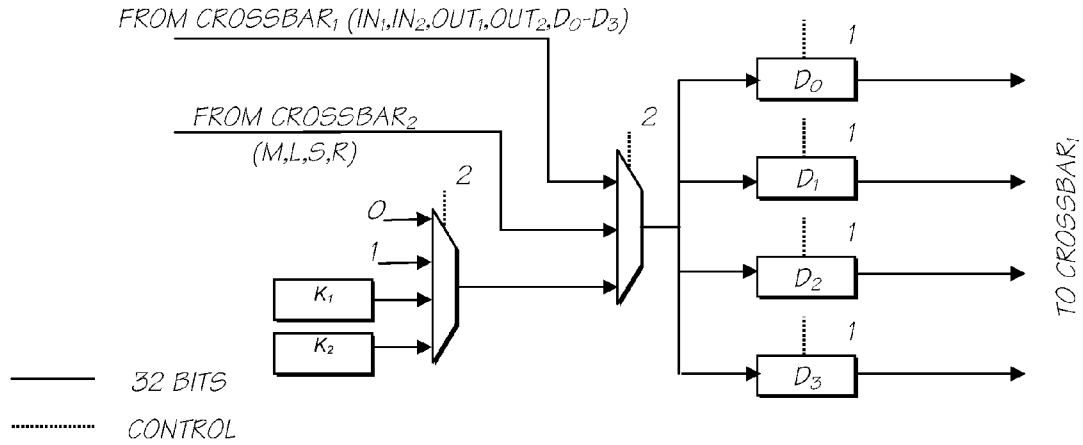 FROM CROSSBAR₁ (IN₁,IN₂,OUT₁,OUT₂,D₀-D₃)
1
D₀
FROM CROSSBAR₂
(M,L,S,R)
2
1
D₁
2
0
1
1
D₂
K₁
K₂
1
D₃
TO CROSSBAR₁
32 BITS
CONTROL